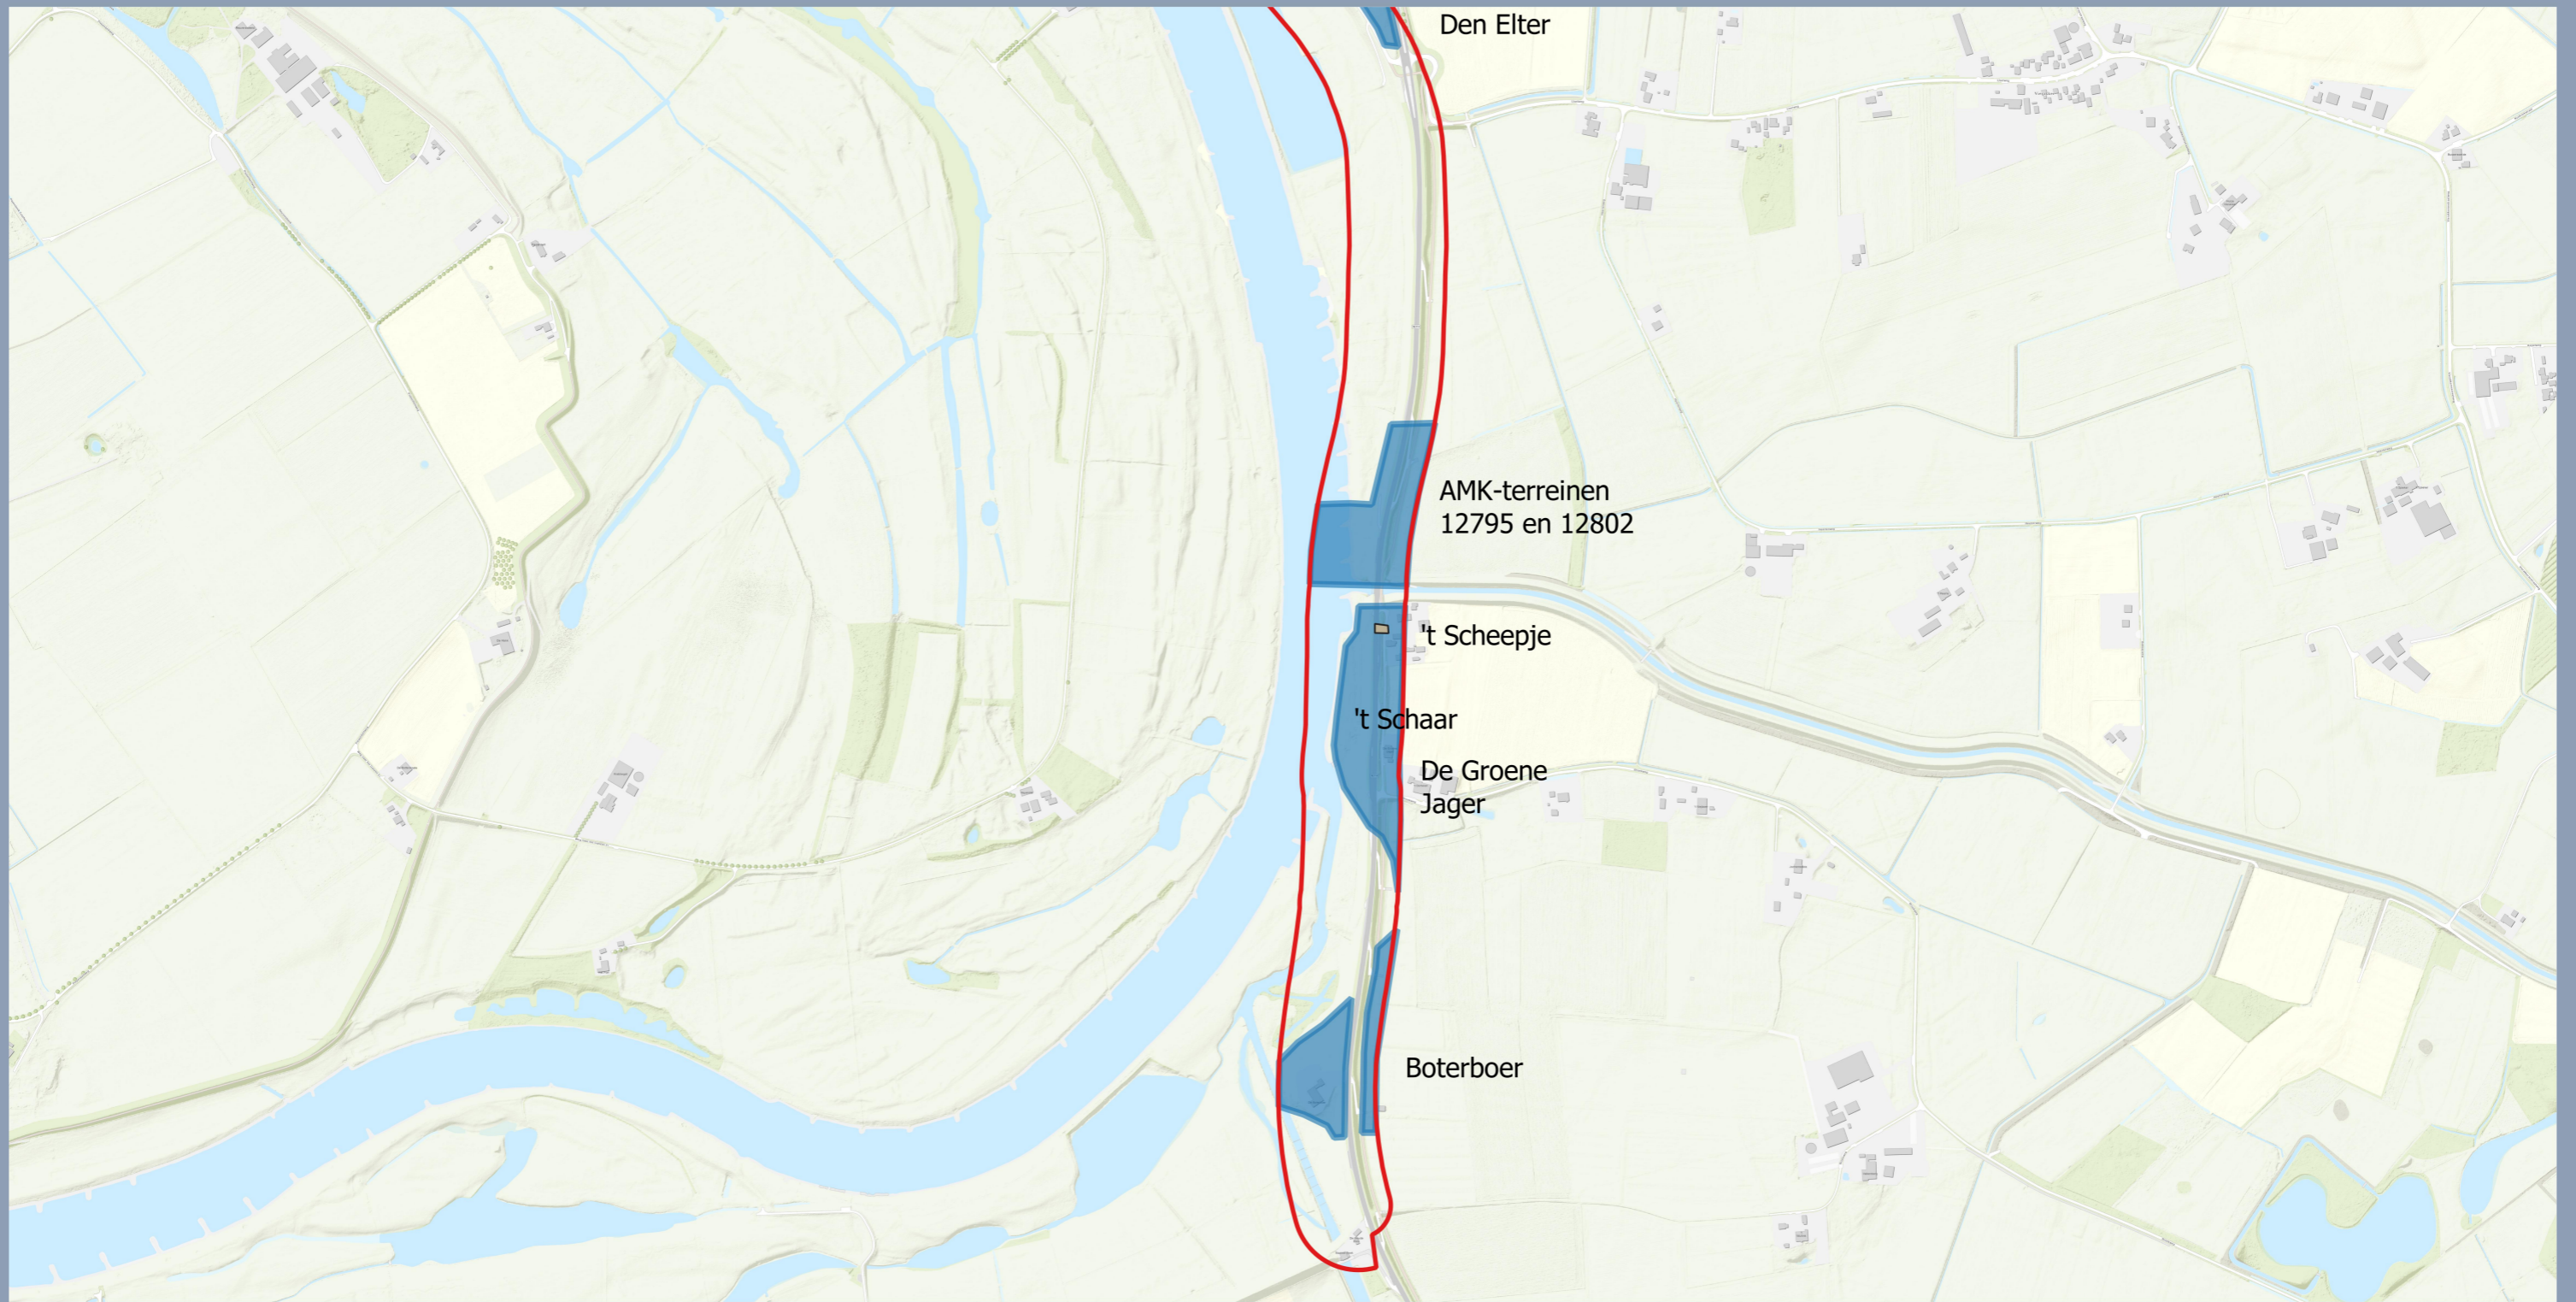 Den Elter
AMK-terreinen
12795 en 12802
't Scheepje
't Schaar
De Groene
Jager
Boterboer